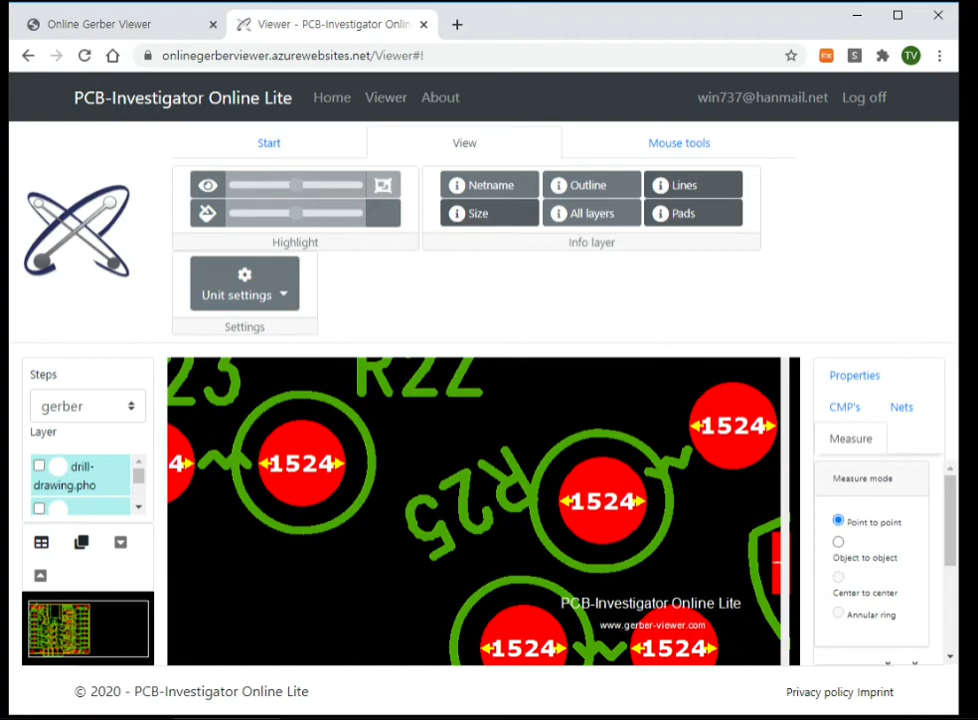 Online Gerber Viewer
Viewer - PCB-Investigator Onlin
onlinegerberviewer.azurewebsites.net/Viewer#!
Ex
S
TV
PCB-Investigator Online Lite
Home
Viewer
About
win737@hanmail.net
Log off
Start
View
Mouse tools
Netname
Outline
Lines
Size
All layers
Pads
Highlight
Info layer
Unit settings
Settings
Steps
gerber
Layer
drill-
drawing.pho
23
R22
4
1524
R25
1524
1524
1524
1524
PCB-Investigator Online Lite
www.gerber-viewer.com
Properties
CMP's
Nets
Measure
Measure mode
Point to point
Object to object
Center to center
Annular ring
© 2020 - PCB-Investigator Online Lite
Privacy policy Imprint